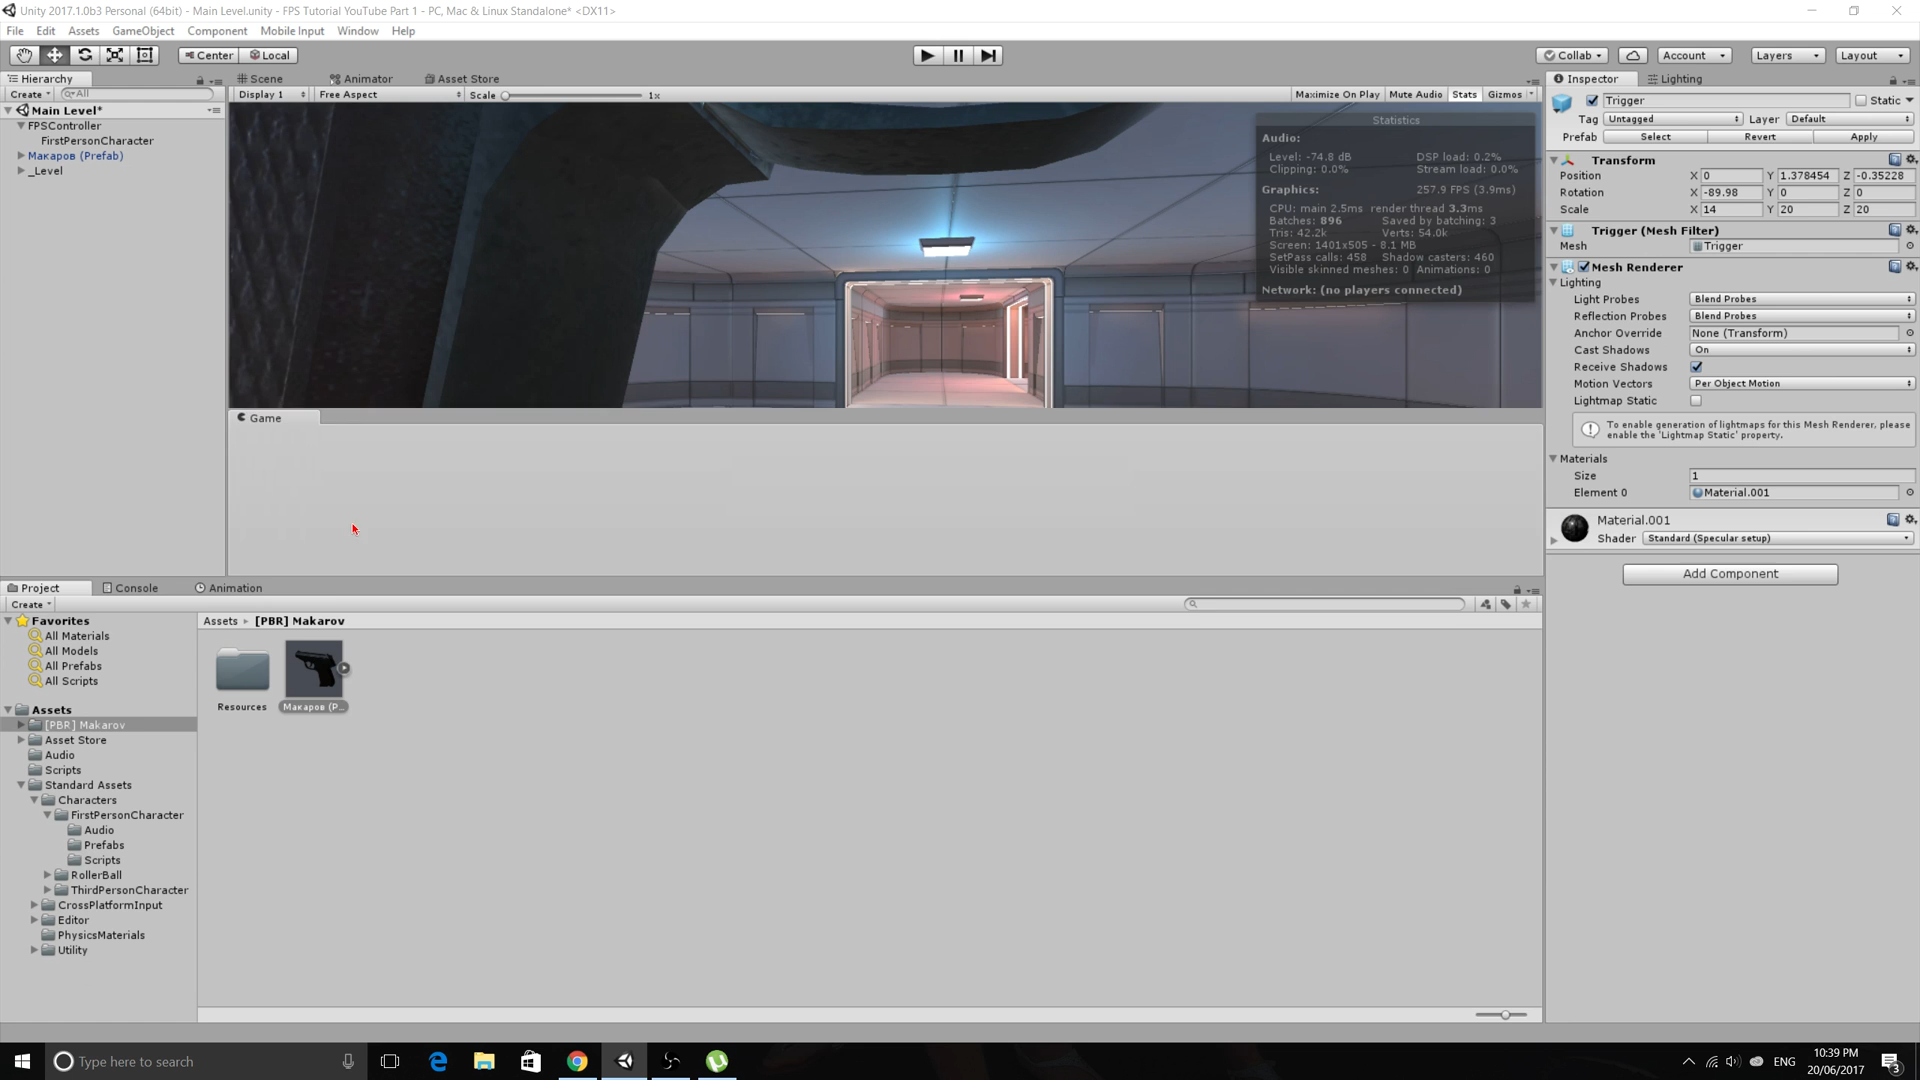 Unity 2017.1.0b3 Personal (64bit) - Main Level.unity - FPS Tutorial YouTube Part 1 - PC, Mac & Linux Standalone* <DX11>
File Edit Assets GameObject Component Mobile Input Window Help
Center Local Collab Account Layers Layout
Hierarchy
Create All
Main Level*
FPSController
FirstPersonCharacter
Макаров (Prefab)
_Level
Scene Animator Asset Store
Display 1 Free Aspect Scale 1x Maximize On Play Mute Audio Stats Gizmos
Statistics
Audio:
Level: -74.8 dB DSP load: 0.2%
Clipping: 0.0% Stream load: 0.0%
Graphics: 257.9 FPS (3.9ms)
CPU: main 2.5ms render thread 3.3ms
Batches: 896 Saved by batching: 3
Tris: 42.2k Verts: 54.0k
Screen: 1401x505 - 8.1 MB
SetPass calls: 458 Shadow casters: 460
Visible skinned meshes: 0 Animations: 0
Network: (no players connected)
Game
Inspector Lighting
Trigger Static
Tag Untagged Layer Default
Prefab Select Revert Apply
Transform
Position X 0 Y 1.378454 Z -0.35228
Rotation X -89.98 Y 0 Z 0
Scale X 14 Y 20 Z 20
Trigger (Mesh Filter)
Mesh Trigger
Mesh Renderer
Lighting
Light Probes Blend Probes
Reflection Probes Blend Probes
Anchor Override None (Transform)
Cast Shadows On
Receive Shadows
Motion Vectors Per Object Motion
Lightmap Static
To enable generation of lightmaps for this Mesh Renderer, please
enable the 'Lightmap Static' property.
Materials
Size 1
Element 0 Material.001
Material.001
Shader Standard (Specular setup)
Add Component
Project Console Animation
Create
Favorites
All Materials
All Models
All Prefabs
All Scripts
Assets
[PBR] Makarov
Asset Store
Audio
Scripts
Standard Assets
Characters
FirstPersonCharacter
Audio
Prefabs
Scripts
RollerBall
ThirdPersonCharacter
CrossPlatformInput
Editor
PhysicsMaterials
Utility
Assets [PBR] Makarov
Resources Макаров (P...
Type here to search
ENG 10:39 PM
20/06/2017
3